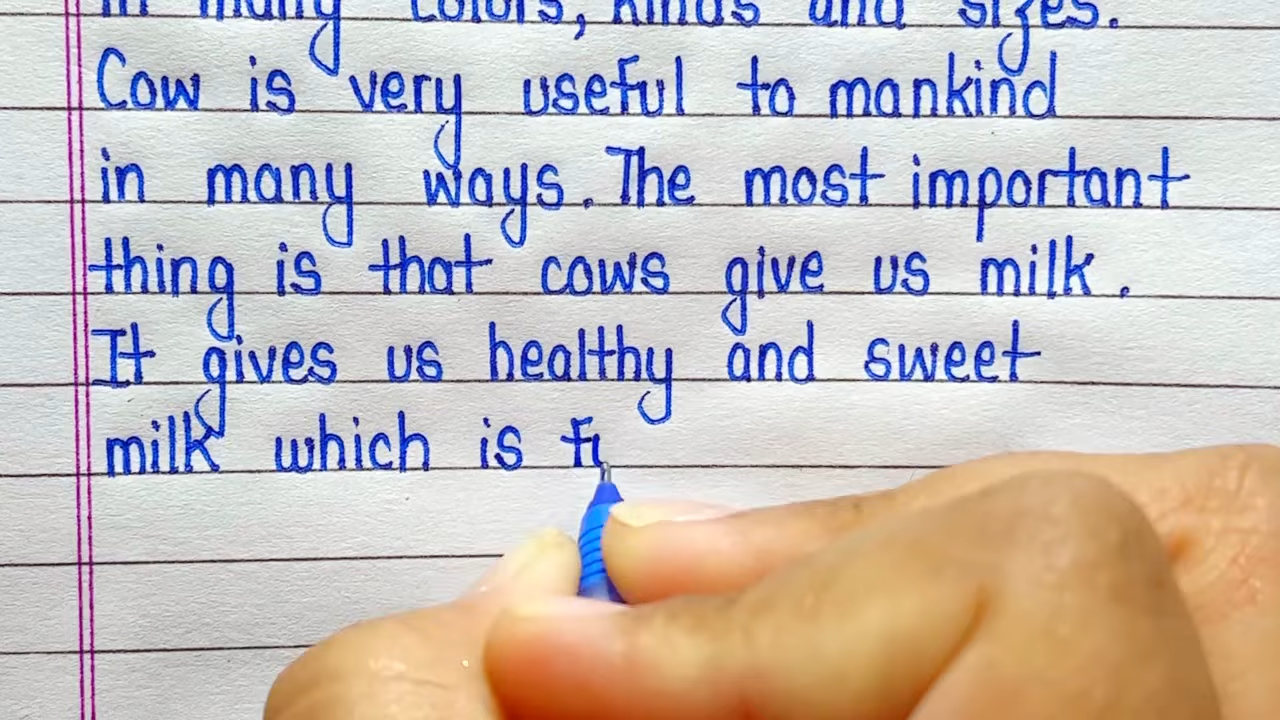 in many colors, kinds and sizes.
Cow is very useful to mankind
in many ways. The most important
thing is that cows give us milk.
It gives us healthy and sweet
milk which is fu